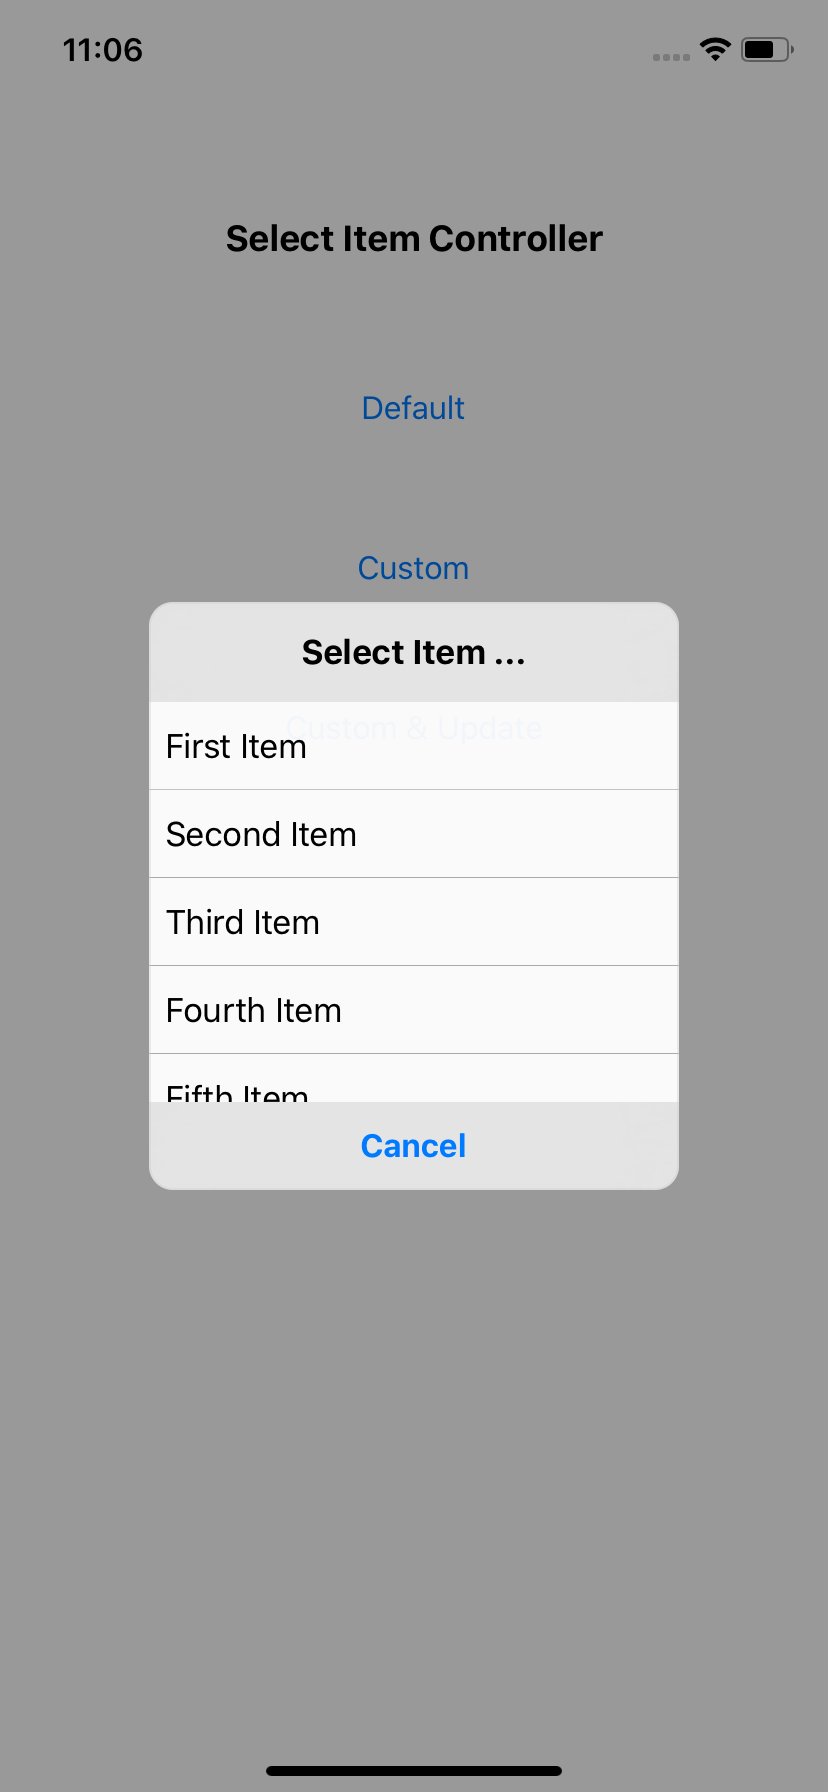 11:06
Select Item Controller
Default
Custom
Select Item ...
Custom & Update
First Item
Second Item
Third Item
Fourth Item
Fifth Item
Cancel